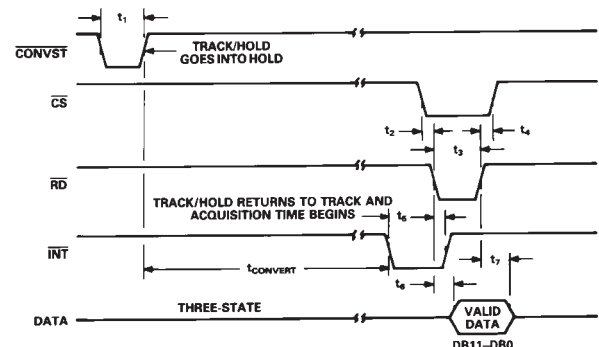 t1
CONVST
TRACK/HOLD
GOES INTO HOLD
CS
t2
t3
t4
RD
TRACK/HOLD RETURNS TO TRACK AND
ACQUISITION TIME BEGINS
t5
INT
tCONVERT
t6
t7
DATA
THREE-STATE
VALID
DATA
DB11–DB0